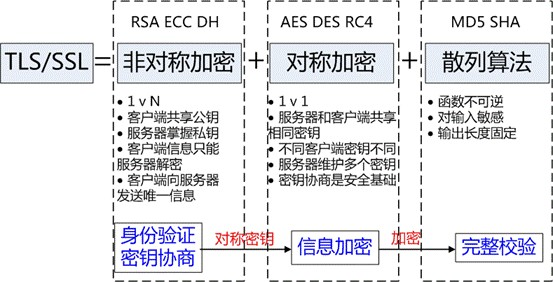 RSA ECC DH
AES DES RC4
MD5 SHA
TLS/SSL
=
非对称加密
+
对称加密
+
散列算法
• 1 v N
• 客户端共享公钥
• 服务器掌握私钥
• 客户端信息只能
服务器解密
• 客户端向服务器
发送唯一信息
• 1 v 1
• 服务器和客户端共享
相同密钥
• 不同客户端密钥不同
• 服务器维护多个密钥
• 密钥协商是安全基础
• 函数不可逆
• 对输入敏感
• 输出长度固定
身份验证
密钥协商
对称密钥
信息加密
加密
完整校验